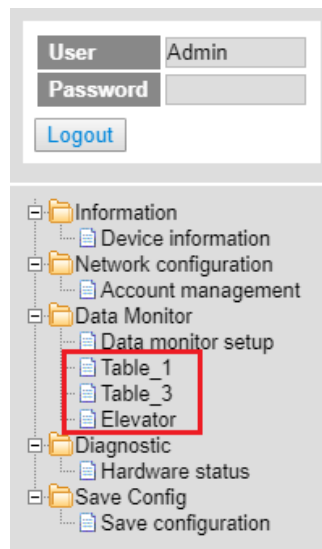 User Admin
Password
Logout
Information
Device information
Network configuration
Account management
Data Monitor
Data monitor setup
Table_1
Table_3
Elevator
Diagnostic
Hardware status
Save Config
Save configuration